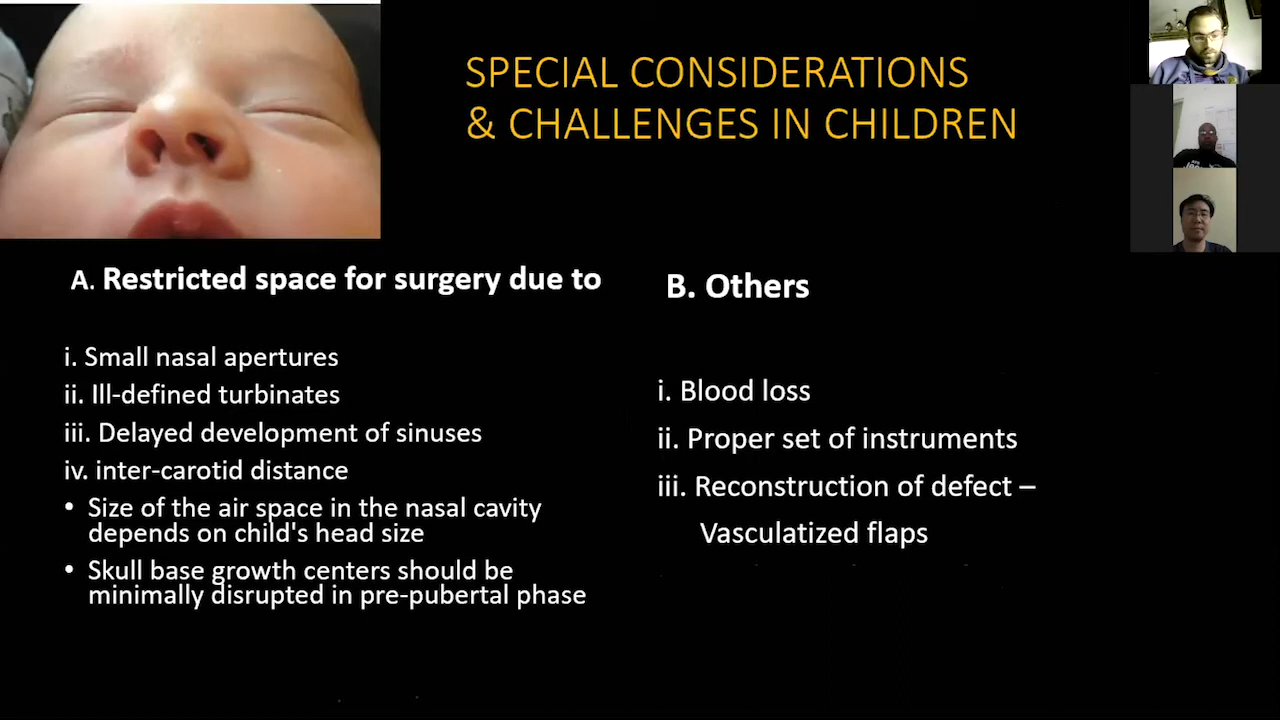 SPECIAL CONSIDERATIONS
& CHALLENGES IN CHILDREN
A. Restricted space for surgery due to
i. Small nasal apertures
ii. Ill-defined turbinates
iii. Delayed development of sinuses
iv. inter-carotid distance
• Size of the air space in the nasal cavity
depends on child's head size
• Skull base growth centers should be
minimally disrupted in pre-pubertal phase
B. Others
i. Blood loss
ii. Proper set of instruments
iii. Reconstruction of defect –
Vasculatized flaps